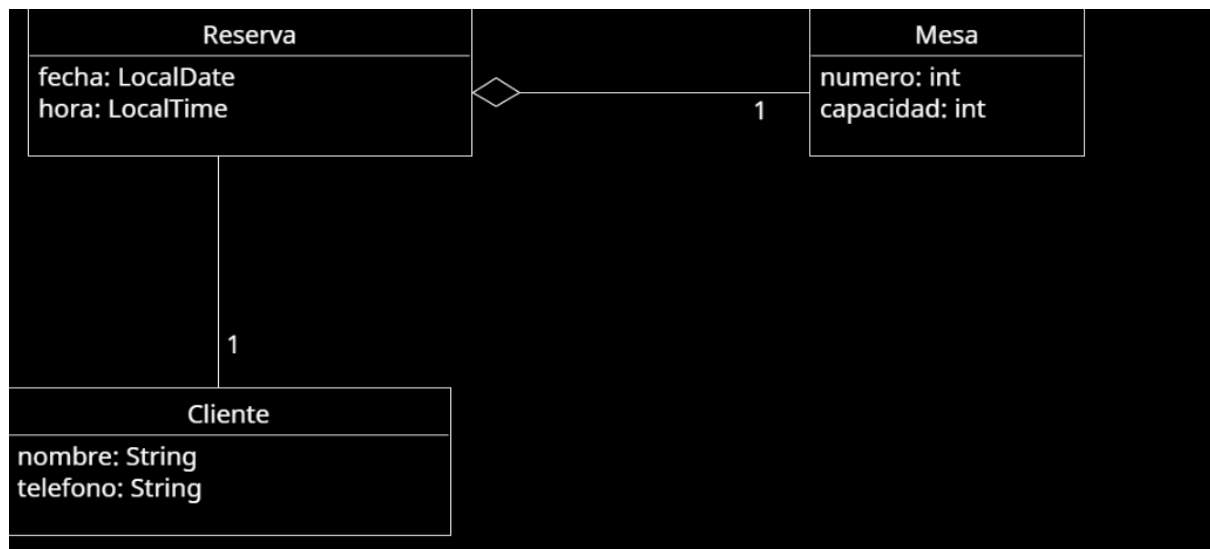 Reserva
fecha: LocalDate
hora: LocalTime
1
Mesa
numero: int
capacidad: int
1
Cliente
nombre: String
telefono: String